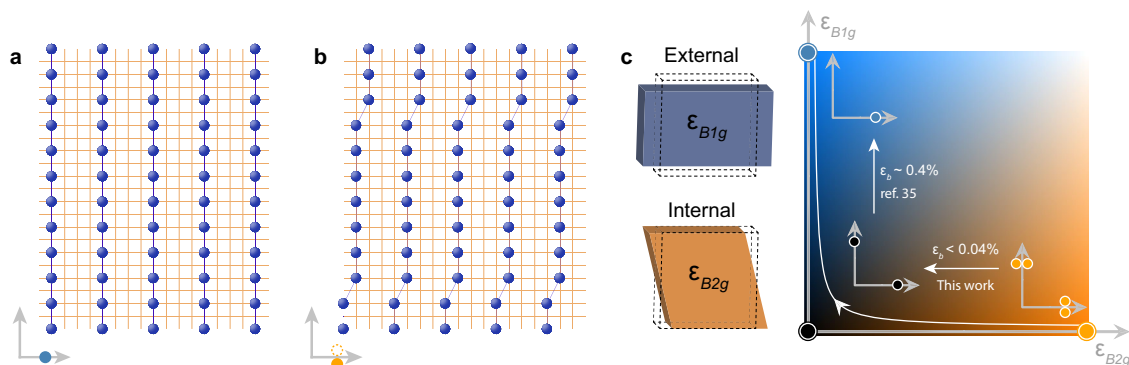 a
b
c
External
ε_B1g
Internal
ε_B2g
ε_B1g
ε_b ~ 0.4%
ref. 35
ε_b < 0.04%
This work
ε_B2g